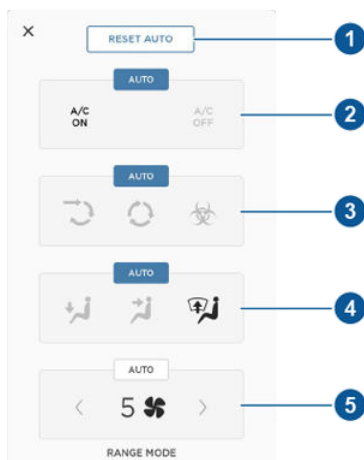 ×
RESET AUTO
1
AUTO
A/C
ON
A/C
OFF
2
AUTO
3
AUTO
4
AUTO
5
5
RANGE MODE